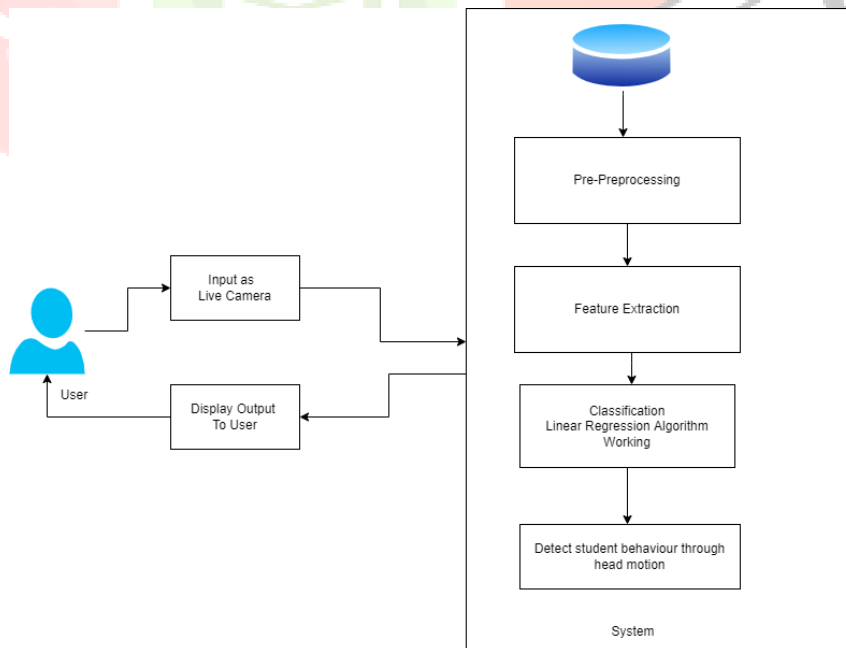 Pre-Preprocessing
Input as
Live Camera
Feature Extraction
User
Display Output
To User
Classification
Linear Regression Algorithm
Working
Detect student behaviour through
head motion
System